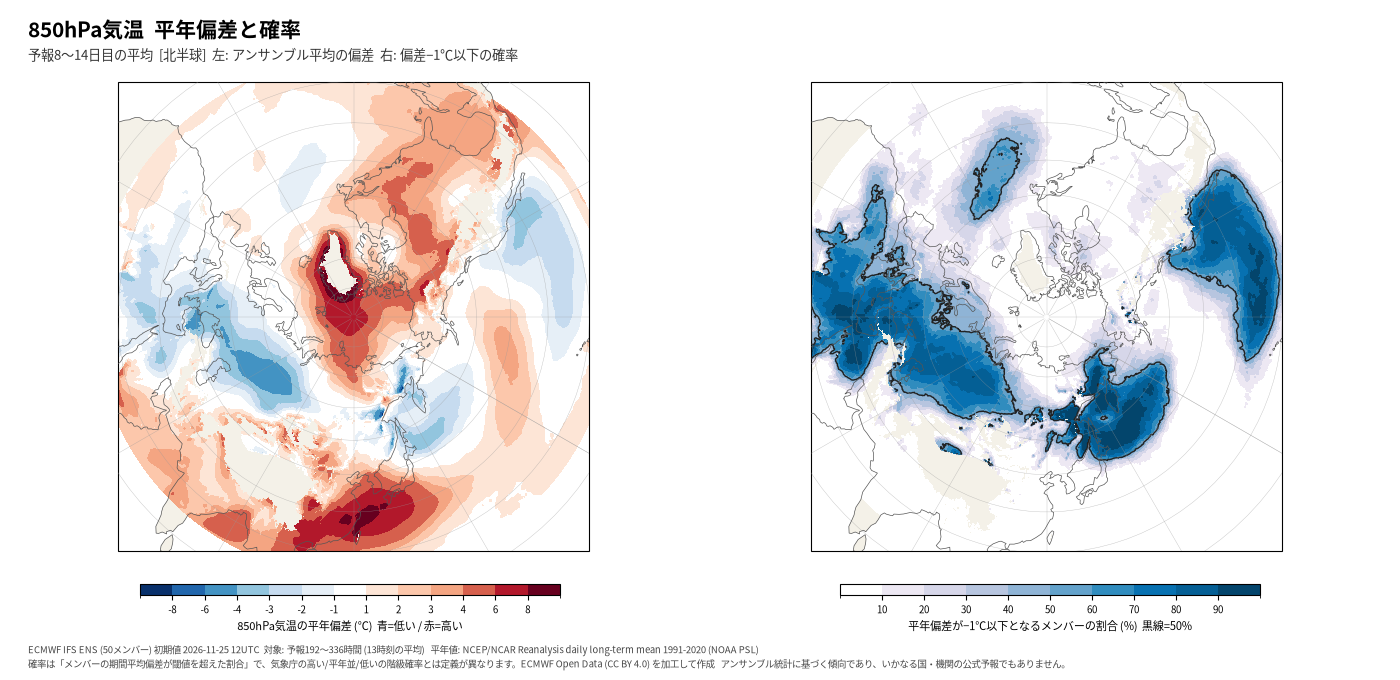 850hPa気温 平年偏差と確率
予報8〜14日目の平均 [北半球] 左: アンサンブル平均の偏差 右: 偏差−1°C以下の確率
-8 -6 -4 -3 -2 -1 1 2 3 4 6 8
850hPa気温の平年偏差 (°C) 青=低い / 赤=高い
10 20 30 40 50 60 70 80 90
平年偏差が−1°C以下となるメンバーの割合 (%) 黒線=50%
ECMWF IFS ENS (50メンバー) 初期値 2026-11-25 12UTC 対象: 予報192〜336時間 (13時刻の平均) 平年値: NCEP/NCAR Reanalysis daily long-term mean 1991-2020 (NOAA PSL)
確率は「メンバーの期間平均偏差が閾値を超えた割合」で、気象庁の高い/平年並/低いの階級確率とは定義が異なります。ECMWF Open Data (CC BY 4.0) を加工して作成 アンサンブル統計に基づく傾向であり、いかなる国・機関の公式予報でもありません。